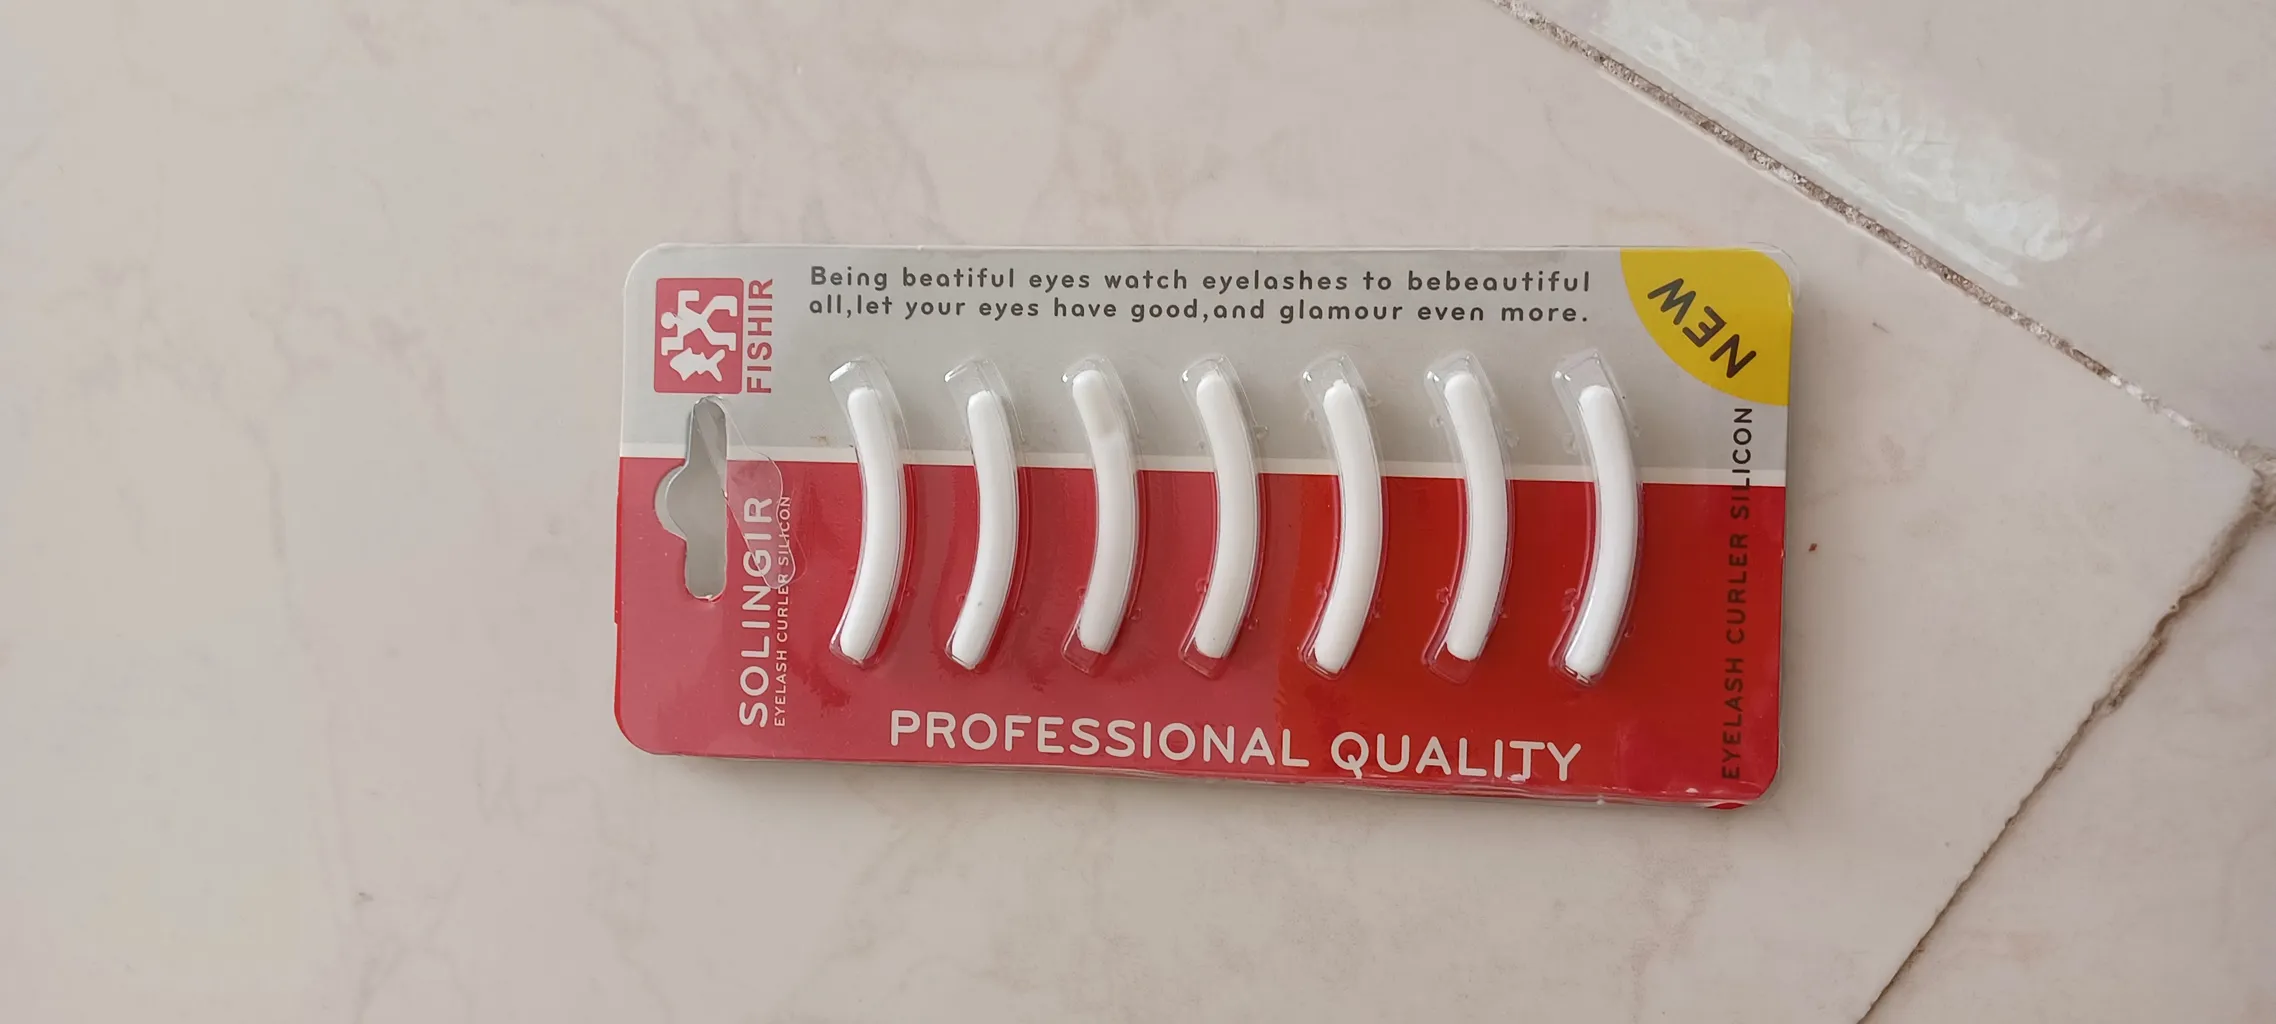 FISHIR
Being beatiful eyes watch eyelashes to bebeautiful
all,let your eyes have good,and glamour even more.
NEW
SOLINGIR
EYELASH CURLER SILICON
EYELASH CURLER SILICON
PROFESSIONAL QUALITY